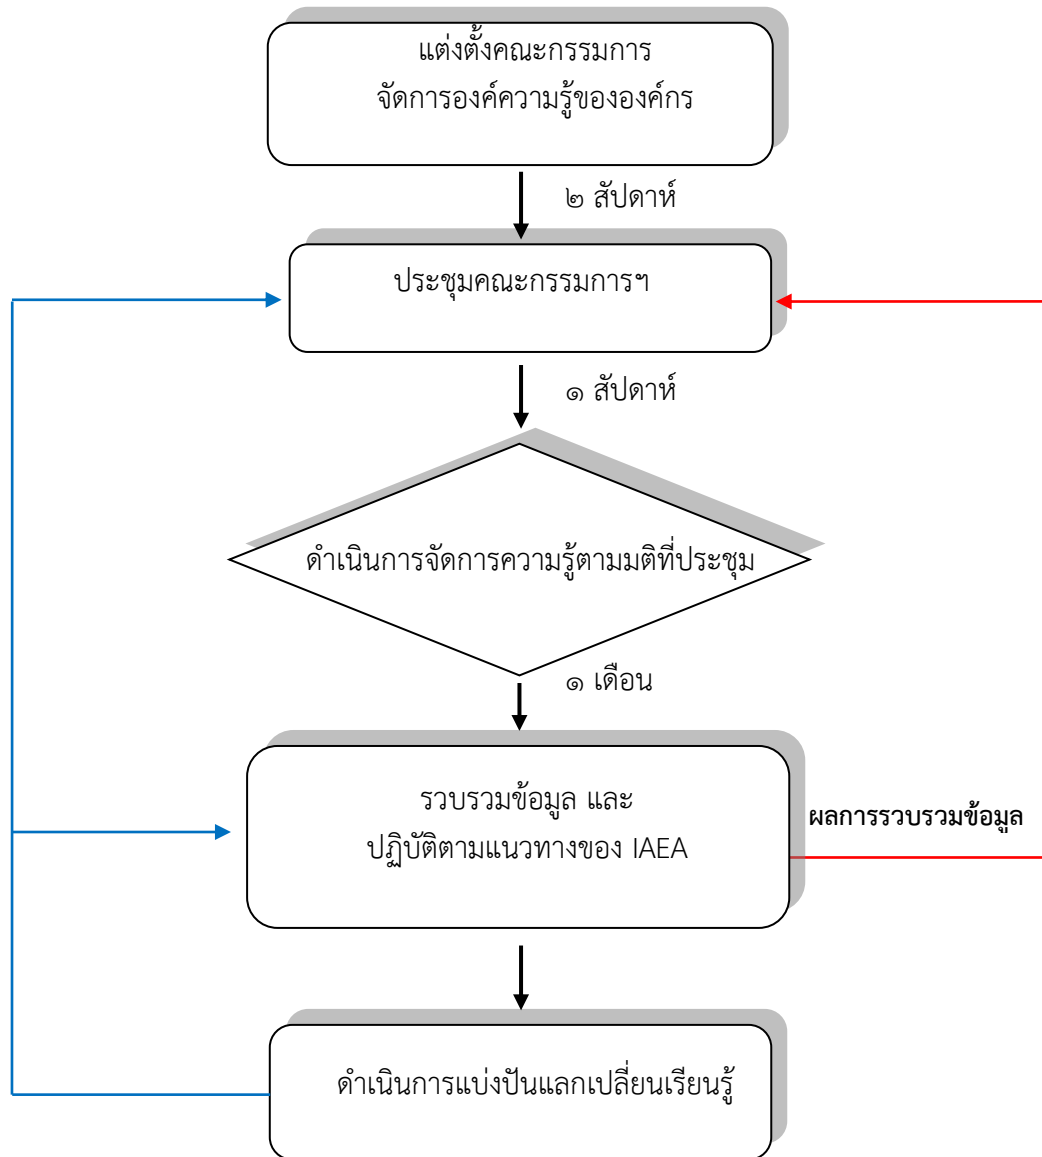 แต่งตั้งคณะกรรมการ
จัดการองค์ความรู้ขององค์กร
๒ สัปดาห์
ประชุมคณะกรรมการฯ
๑ สัปดาห์
ดำเนินการจัดการความรู้ตามมติที่ประชุม
๑ เดือน
รวบรวมข้อมูล และ
ปฏิบัติตามแนวทางของ IAEA
ผลการรวบรวมข้อมูล
ดำเนินการแบ่งปันแลกเปลี่ยนเรียนรู้